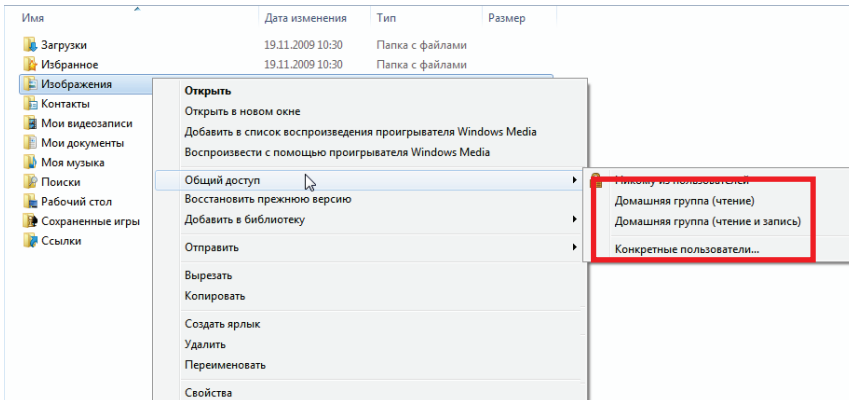 Имя Дата изменения Тип Размер
Загрузки 19.11.2009 10:30 Папка с файлами
Избранное 19.11.2009 10:30 Папка с файлами
Изображения
Контакты
Мои видеозаписи
Мои документы
Моя музыка
Поиски
Рабочий стол
Сохраненные игры
Ссылки
Открыть
Открыть в новом окне
Добавить в список воспроизведения проигрывателя Windows Media
Воспроизвести с помощью проигрывателя Windows Media
Общий доступ
Восстановить прежнюю версию
Добавить в библиотеку
Отправить
Вырезать
Копировать
Создать ярлык
Удалить
Переименовать
Свойства
Никому из пользователей
Домашняя группа (чтение)
Домашняя группа (чтение и запись)
Конкретные пользователи...